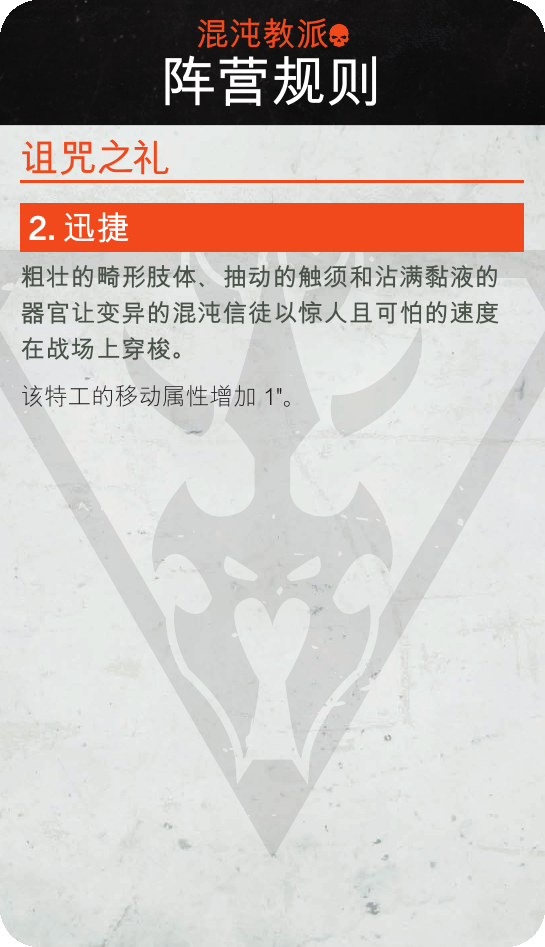 混沌教派
阵营规则
诅咒之礼
2. 迅捷
粗壮的畸形肢体、抽动的触须和沾满黏液的
器官让变异的混沌信徒以惊人且可怕的速度
在战场上穿梭。
该特工的移动属性增加 1"。